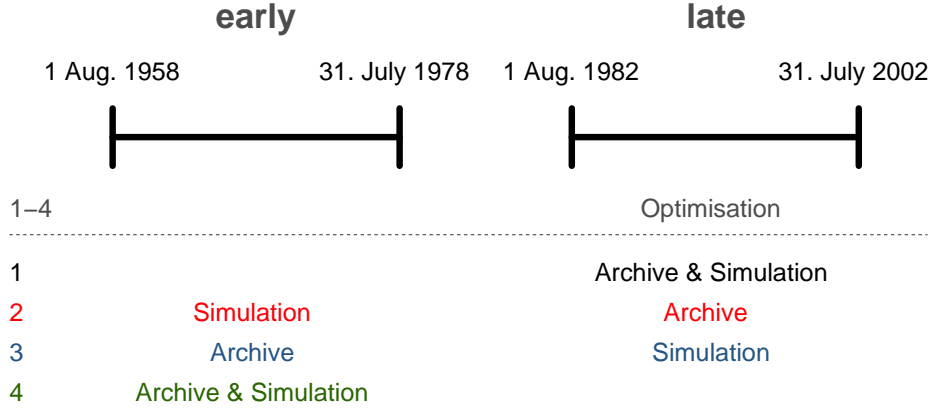 early late
1 Aug. 1958 31. July 1978 1 Aug. 1982 31. July 2002
1–4 Optimisation
1 Archive & Simulation
2 Simulation Archive
3 Archive Simulation
4 Archive & Simulation